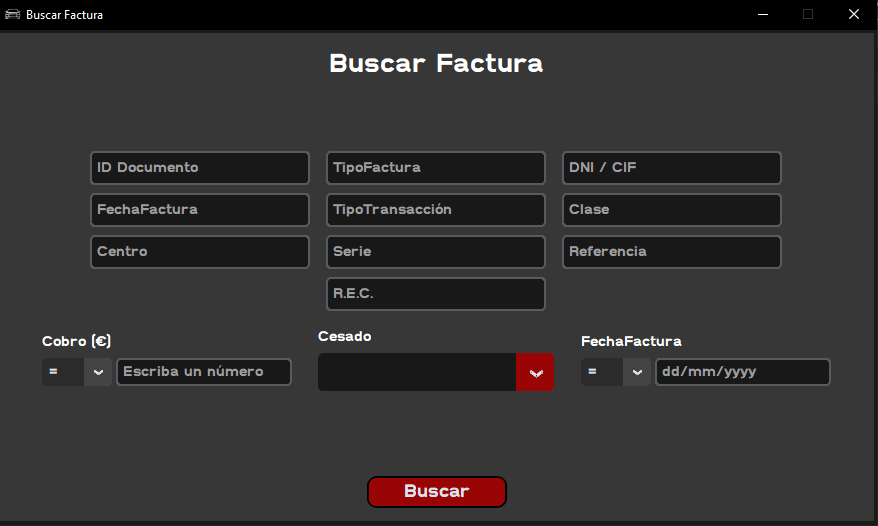 Buscar Factura
Buscar Factura
ID Documento TipoFactura DNI / CIF
FechaFactura TipoTransacción Clase
Centro Serie Referencia
R.E.C.
Cobro (€) Cesado FechaFactura
= Escriba un número = dd/mm/yyyy
Buscar